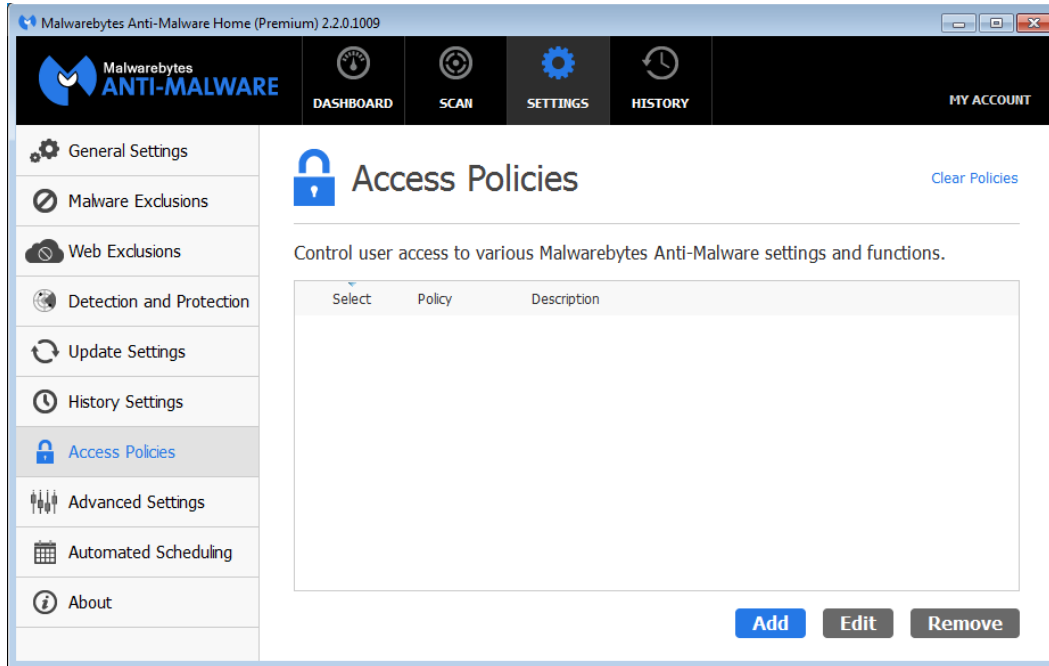 Malwarebytes Anti-Malware Home (Premium) 2.2.0.1009
Malwarebytes
ANTI-MALWARE
DASHBOARD
SCAN
SETTINGS
HISTORY
MY ACCOUNT
General Settings
Malware Exclusions
Web Exclusions
Detection and Protection
Update Settings
History Settings
Access Policies
Advanced Settings
Automated Scheduling
About
Access Policies
Clear Policies
Control user access to various Malwarebytes Anti-Malware settings and functions.
Select Policy Description
Add Edit Remove